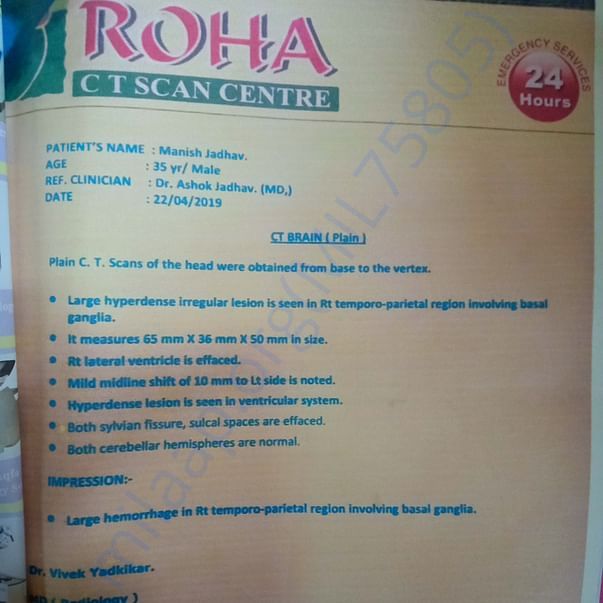 ROHA
C T SCAN CENTRE
EMERGENCY SERVICES
24
Hours
PATIENT'S NAME : Manish Jadhav.
AGE : 35 yr/ Male
REF. CLINICIAN : Dr. Ashok Jadhav. (MD,)
DATE : 22/04/2019
CT BRAIN ( Plain )
Plain C. T. Scans of the head were obtained from base to the vertex.
• Large hyperdense irregular lesion is seen in Rt temporo-parietal region involving basal
ganglia.
• It measures 65 mm X 36 mm X 50 mm in size.
• Rt lateral ventricle is effaced.
• Mild midline shift of 10 mm to Lt side is noted.
• Hyperdense lesion is seen in ventricular system.
• Both sylvian fissure, sulcal spaces are effaced.
• Both cerebellar hemispheres are normal.
IMPRESSION:-
• Large hemorrhage in Rt temporo-parietal region involving basal ganglia.
Dr. Vivek Yadkikar.
MD ( Radiology )
milaap.org(MIL75805)